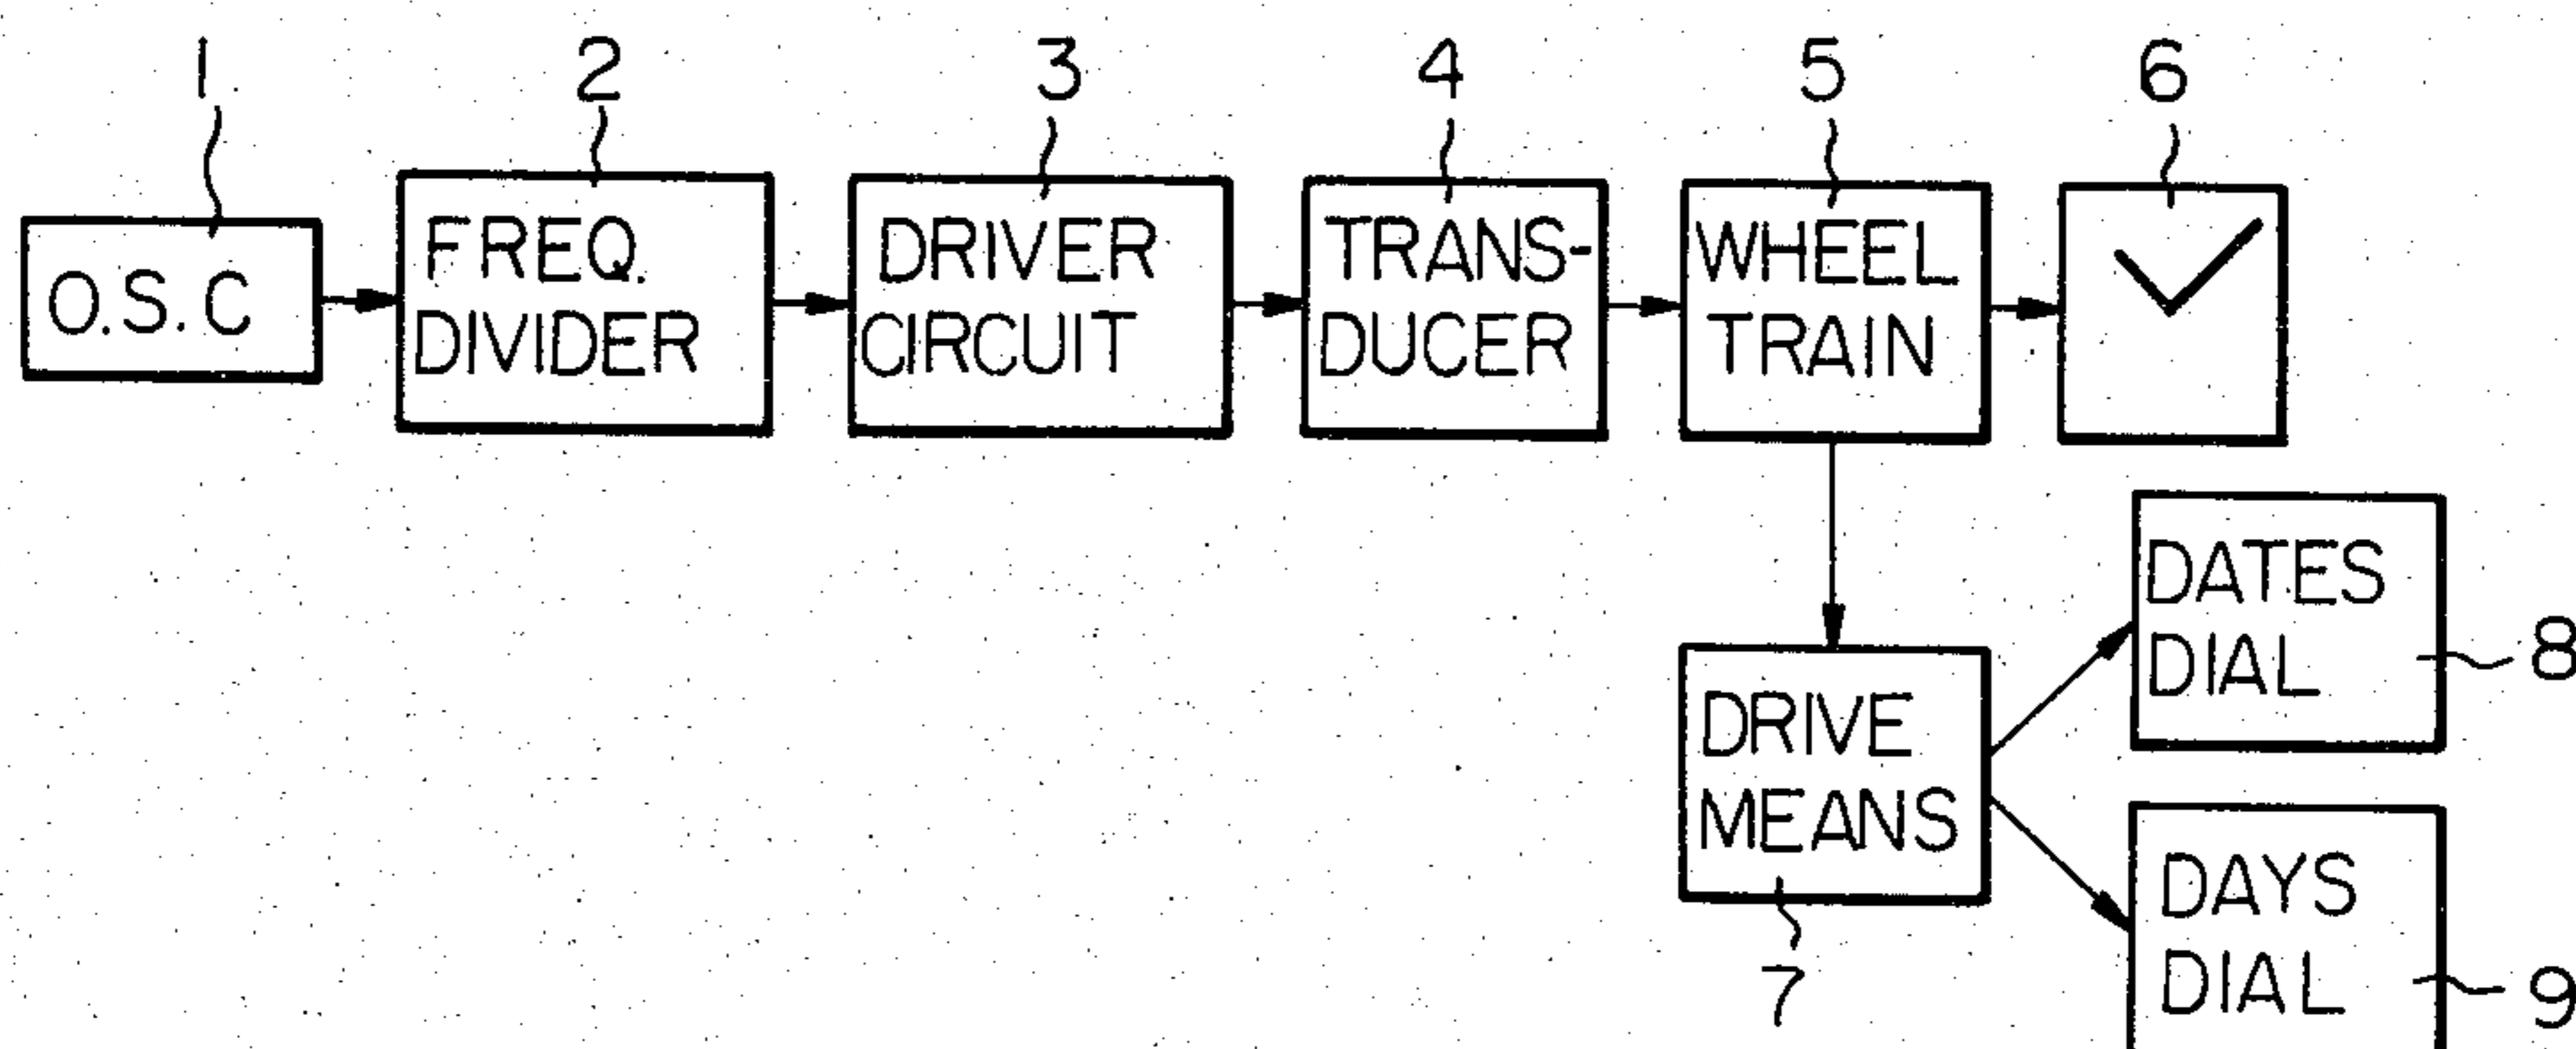 1 2 3 4 5 6
O.S.C
FREQ.
DIVIDER
DRIVER
CIRCUIT
TRANS-
DUCER
WHEEL
TRAIN
DATES
DIAL
8
DRIVE
MEANS
7
DAYS
DIAL
9